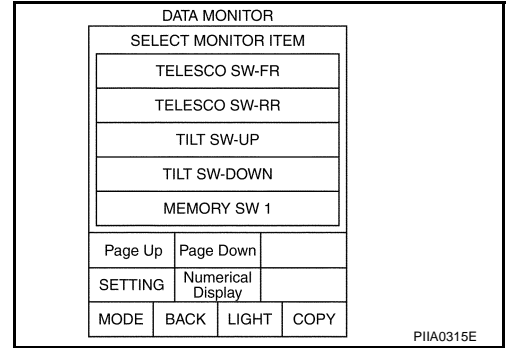 DATA MONITOR
SELECT MONITOR ITEM
TELESCO SW-FR
TELESCO SW-RR
TILT SW-UP
TILT SW-DOWN
MEMORY SW 1
Page Up Page Down
SETTING Numerical
Display
MODE BACK LIGHT COPY
PIIA0315E